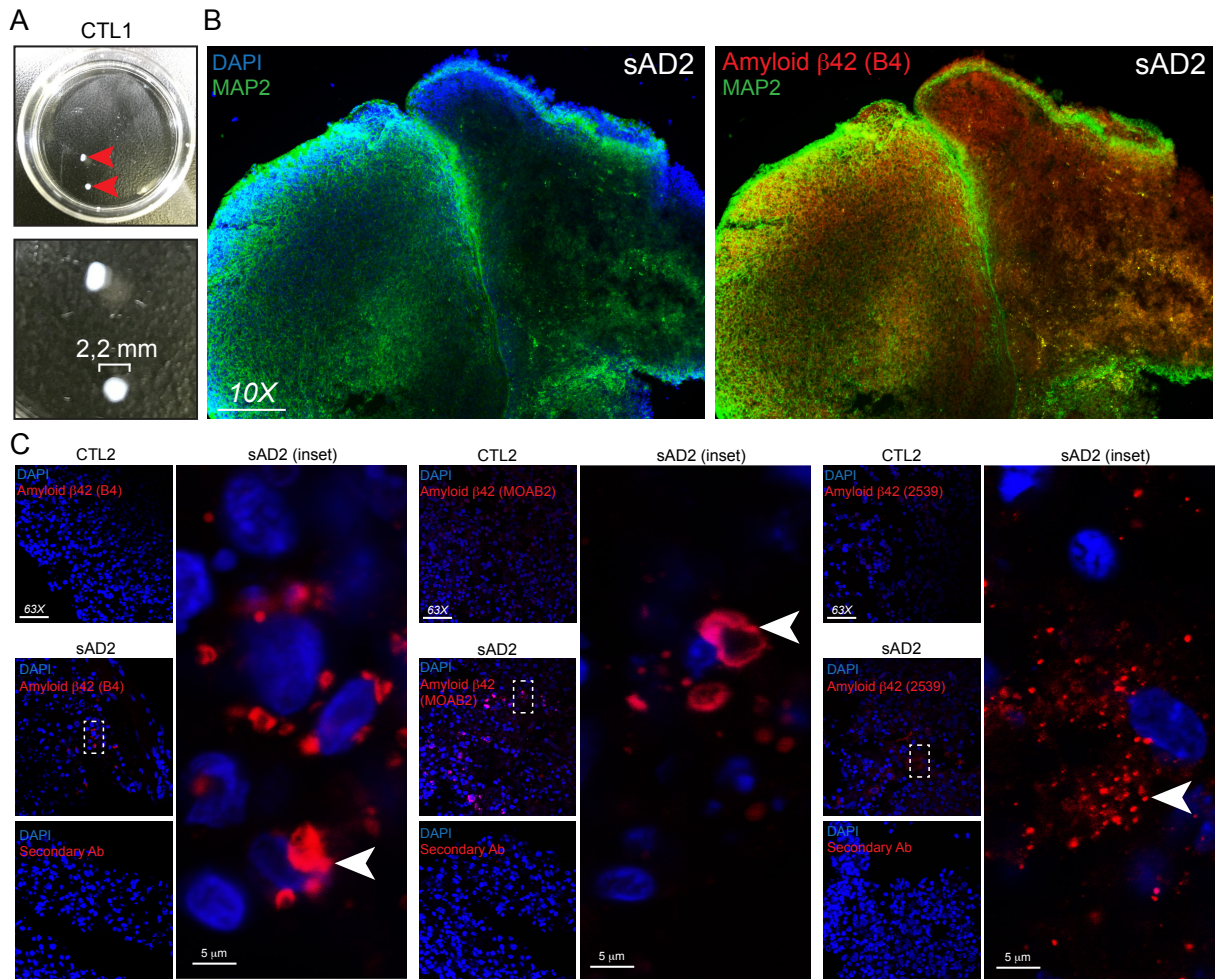 A
CTL1
2,2 mm
B
DAPI
MAP2
sAD2
10X
Amyloid β42 (B4)
MAP2
sAD2
C
CTL2
DAPI
Amyloid β42 (B4)
63X
sAD2
DAPI
Amyloid β42 (B4)
DAPI
Secondary Ab
sAD2 (inset)
5 µm
CTL2
DAPI
Amyloid β42 (MOAB2)
63X
sAD2
DAPI
Amyloid β42
(MOAB2)
DAPI
Secondary Ab
sAD2 (inset)
5 µm
CTL2
DAPI
Amyloid β42 (2539)
63X
sAD2
DAPI
Amyloid β42 (2539)
DAPI
Secondary Ab
sAD2 (inset)
5 µm